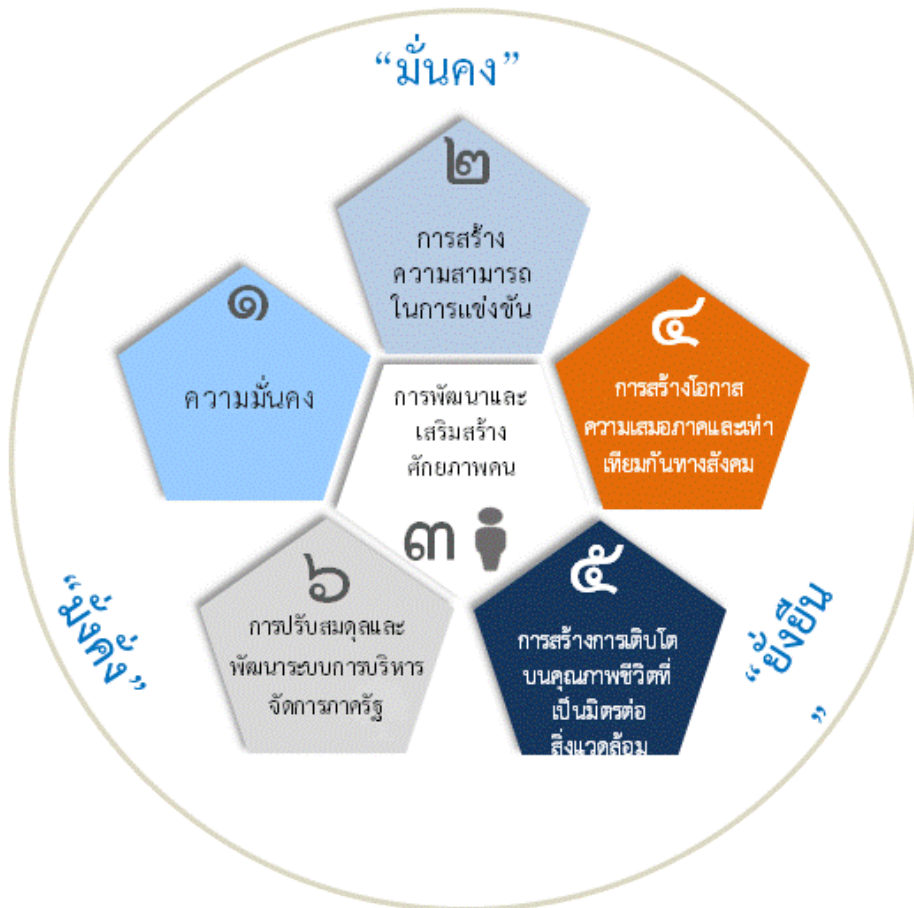 “มั่นคง”
๒
การสร้าง
ความสามารถ
ในการแข่งขัน
๑
ความมั่นคง
๔
การสร้างโอกาส
ความเสมอภาคและเท่า
เทียมกันทางสังคม
การพัฒนาและ
เสริมสร้าง
ศักยภาพคน
๓
๖
การปรับสมดุลและ
พัฒนาระบบการบริหาร
จัดการภาครัฐ
๕
การสร้างการเติบโต
บนคุณภาพชีวิตที่
เป็นมิตรต่อ
สิ่งแวดล้อม
“มั่งคั่ง”
“ยั่งยืน
”